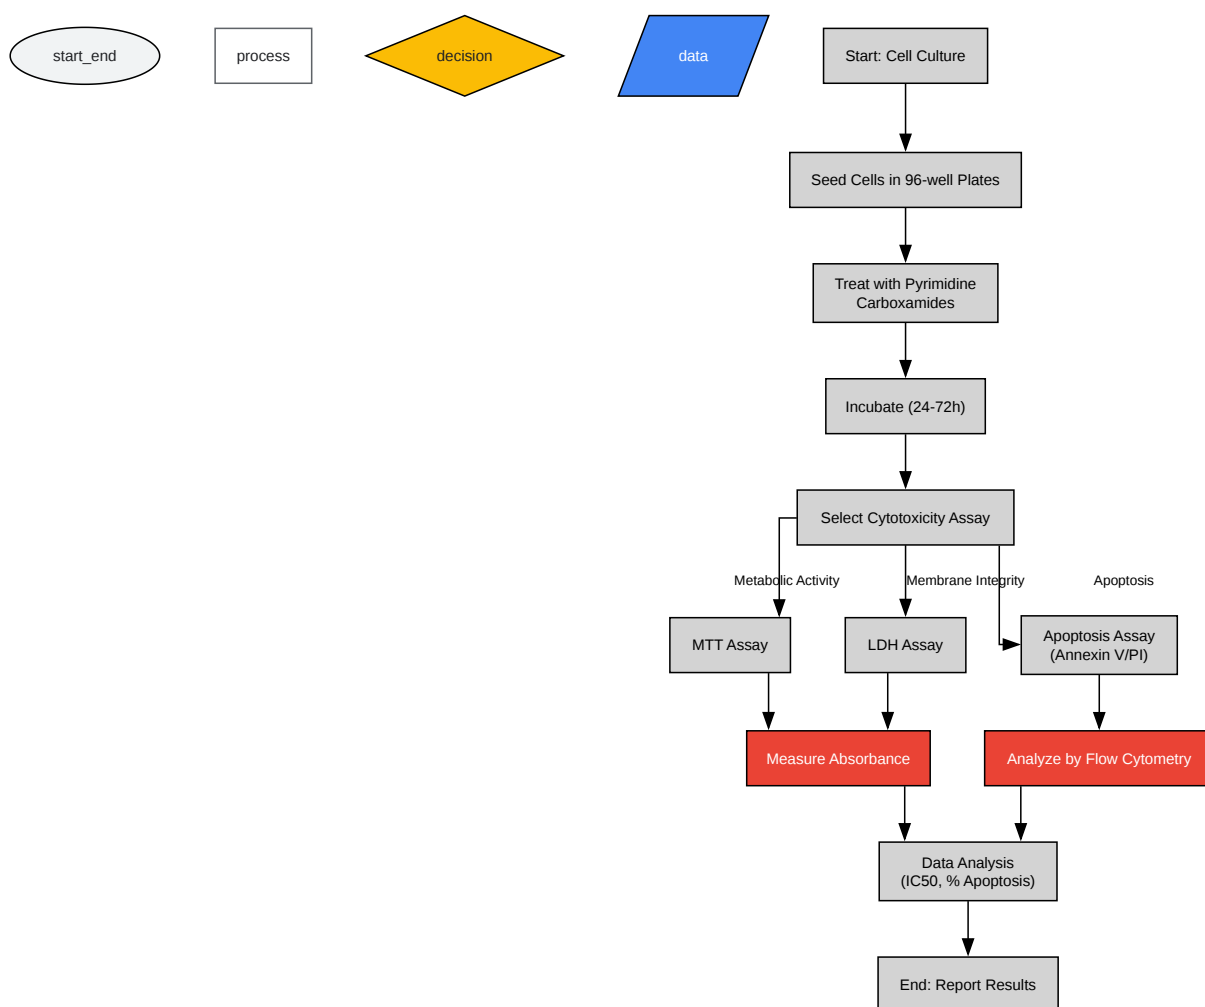 start_end
process
decision
data
Start: Cell Culture
Seed Cells in 96-well Plates
Treat with Pyrimidine
Carboxamides
Incubate (24-72h)
Select Cytotoxicity Assay
Metabolic Activity
Membrane Integrity
Apoptosis
MTT Assay
LDH Assay
Apoptosis Assay
(Annexin V/PI)
Measure Absorbance
Analyze by Flow Cytometry
Data Analysis
(IC50, % Apoptosis)
End: Report Results